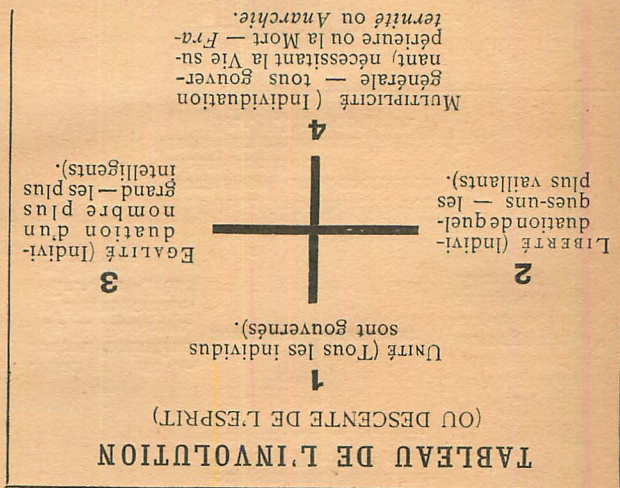 TABLEAU DE L'INVOLUTION
(OU DESCENTE DE L'ESPRIT)
1
UNITÉ (Tous les individus
sont gouvernés).
2
LIBERTÉ (Indivi-
duation de quel-
ques-uns — les
plus vaillants).
3
EGALITÉ (Indivi-
duation d'un
nombre plus
grand — les plus
intelligents).
4
MULTIPLICITÉ (Individuation
générale — tous gouver-
nant, nécessitant la Vie su-
périeure ou la Mort — Fra-
ternité ou Anarchie.